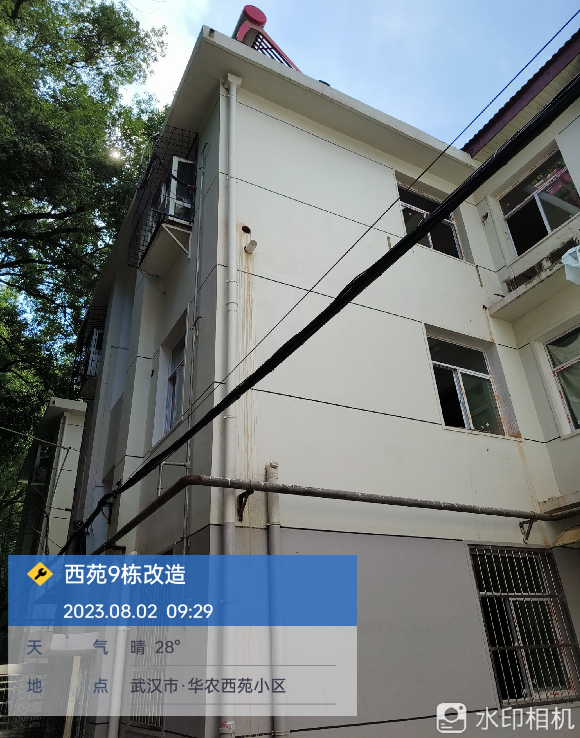 西苑9栋改造
2023.08.02 09:29
天 气 晴 28°
地 点 武汉市·华农西苑小区
水印相机